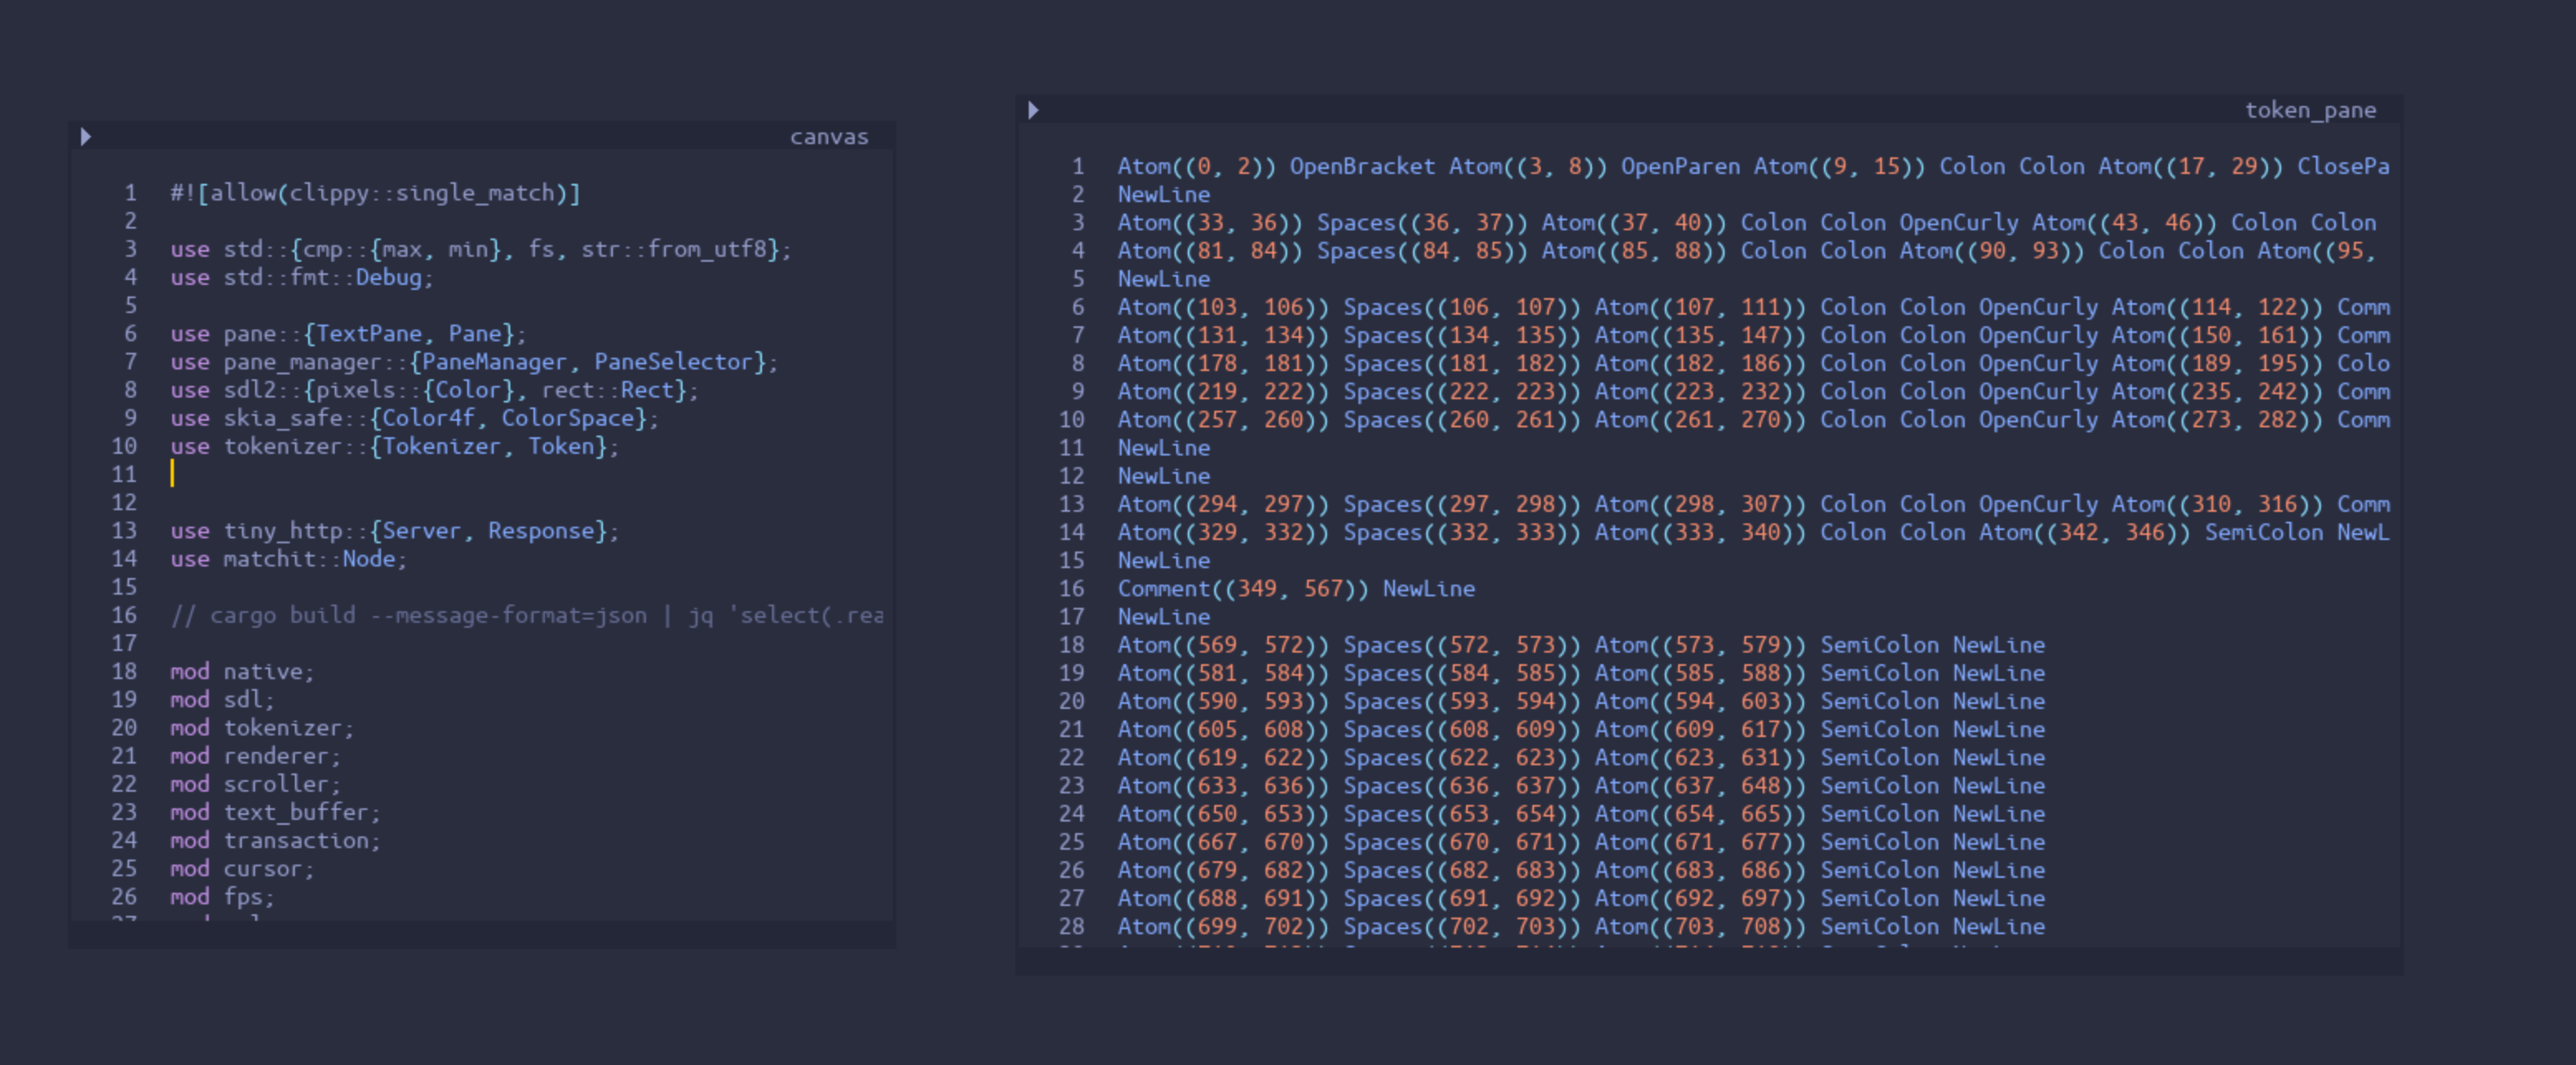 canvas
1 #![allow(clippy::single_match)]
2
3 use std::{cmp::{max, min}, fs, str::from_utf8};
4 use std::fmt::Debug;
5
6 use pane::{TextPane, Pane};
7 use pane_manager::{PaneManager, PaneSelector};
8 use sdl2::{pixels::{Color}, rect::Rect};
9 use skia_safe::{Color4f, ColorSpace};
10 use tokenizer::{Tokenizer, Token};
11
12
13 use tiny_http::{Server, Response};
14 use matchit::Node;
15
16 // cargo build --message-format=json | jq 'select(.rea
17
18 mod native;
19 mod sdl;
20 mod tokenizer;
21 mod renderer;
22 mod scroller;
23 mod text_buffer;
24 mod transaction;
25 mod cursor;
26 mod fps;
token_pane
1 Atom((0, 2)) OpenBracket Atom((3, 8)) OpenParen Atom((9, 15)) Colon Colon Atom((17, 29)) ClosePa
2 NewLine
3 Atom((33, 36)) Spaces((36, 37)) Atom((37, 40)) Colon Colon OpenCurly Atom((43, 46)) Colon Colon
4 Atom((81, 84)) Spaces((84, 85)) Atom((85, 88)) Colon Colon Atom((90, 93)) Colon Colon Atom((95,
5 NewLine
6 Atom((103, 106)) Spaces((106, 107)) Atom((107, 111)) Colon Colon OpenCurly Atom((114, 122)) Comm
7 Atom((131, 134)) Spaces((134, 135)) Atom((135, 147)) Colon Colon OpenCurly Atom((150, 161)) Comm
8 Atom((178, 181)) Spaces((181, 182)) Atom((182, 186)) Colon Colon OpenCurly Atom((189, 195)) Colo
9 Atom((219, 222)) Spaces((222, 223)) Atom((223, 232)) Colon Colon OpenCurly Atom((235, 242)) Comm
10 Atom((257, 260)) Spaces((260, 261)) Atom((261, 270)) Colon Colon OpenCurly Atom((273, 282)) Comm
11 NewLine
12 NewLine
13 Atom((294, 297)) Spaces((297, 298)) Atom((298, 307)) Colon Colon OpenCurly Atom((310, 316)) Comm
14 Atom((329, 332)) Spaces((332, 333)) Atom((333, 340)) Colon Colon Atom((342, 346)) SemiColon NewL
15 NewLine
16 Comment((349, 567)) NewLine
17 NewLine
18 Atom((569, 572)) Spaces((572, 573)) Atom((573, 579)) SemiColon NewLine
19 Atom((581, 584)) Spaces((584, 585)) Atom((585, 588)) SemiColon NewLine
20 Atom((590, 593)) Spaces((593, 594)) Atom((594, 603)) SemiColon NewLine
21 Atom((605, 608)) Spaces((608, 609)) Atom((609, 617)) SemiColon NewLine
22 Atom((619, 622)) Spaces((622, 623)) Atom((623, 631)) SemiColon NewLine
23 Atom((633, 636)) Spaces((636, 637)) Atom((637, 648)) SemiColon NewLine
24 Atom((650, 653)) Spaces((653, 654)) Atom((654, 665)) SemiColon NewLine
25 Atom((667, 670)) Spaces((670, 671)) Atom((671, 677)) SemiColon NewLine
26 Atom((679, 682)) Spaces((682, 683)) Atom((683, 686)) SemiColon NewLine
27 Atom((688, 691)) Spaces((691, 692)) Atom((692, 697)) SemiColon NewLine
28 Atom((699, 702)) Spaces((702, 703)) Atom((703, 708)) SemiColon NewLine